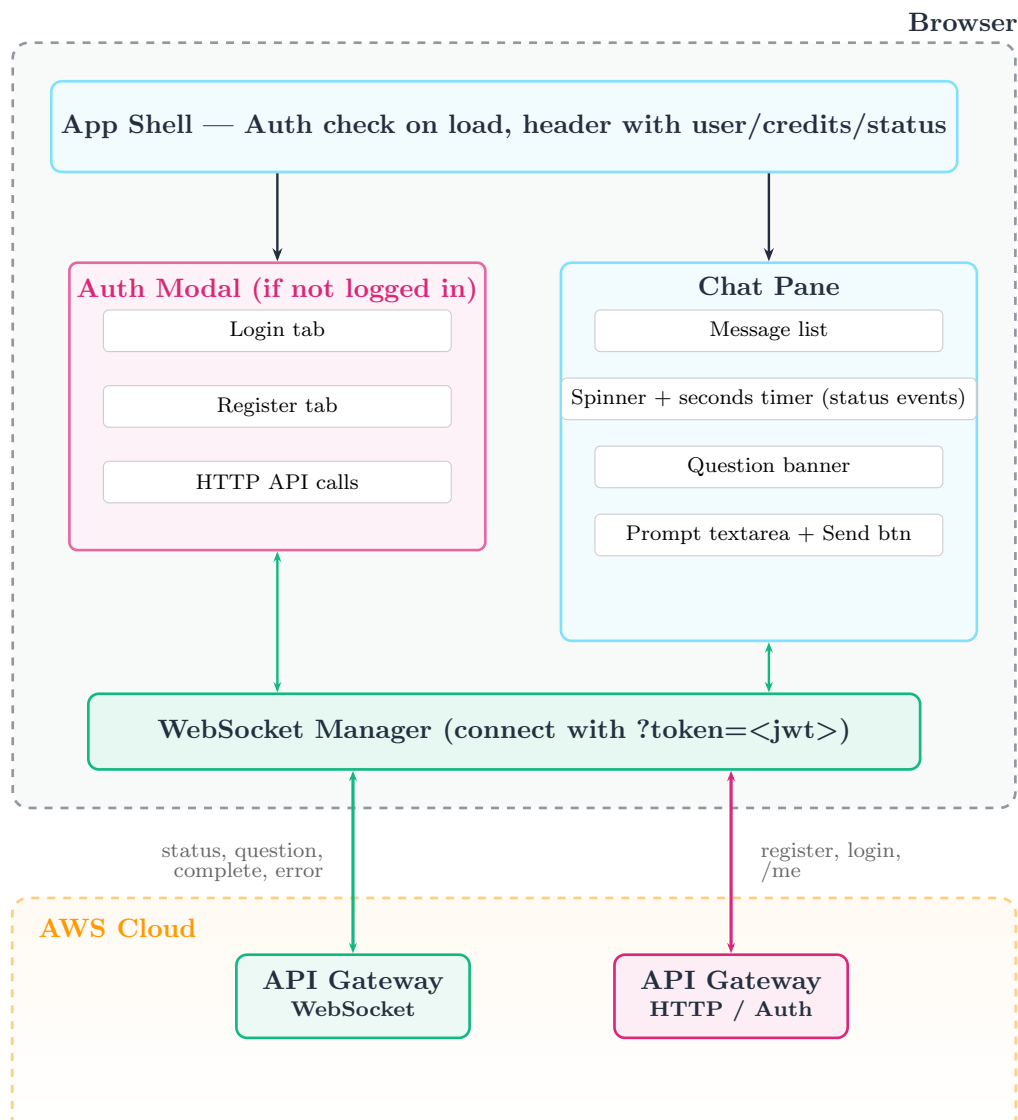 Browser
App Shell — Auth check on load, header with user/credits/status
Auth Modal (if not logged in)
Login tab
Register tab
HTTP API calls
Chat Pane
Message list
Spinner + seconds timer (status events)
Question banner
Prompt textarea + Send btn
WebSocket Manager (connect with ?token=<jwt>)
status, question,
complete, error
register, login,
/me
AWS Cloud
API Gateway
WebSocket
API Gateway
HTTP / Auth